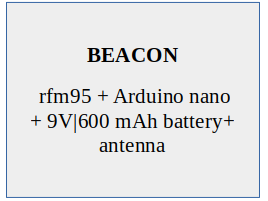 BEACON
rfm95 + Arduino nano
+ 9V|600 mAh battery+
antenna